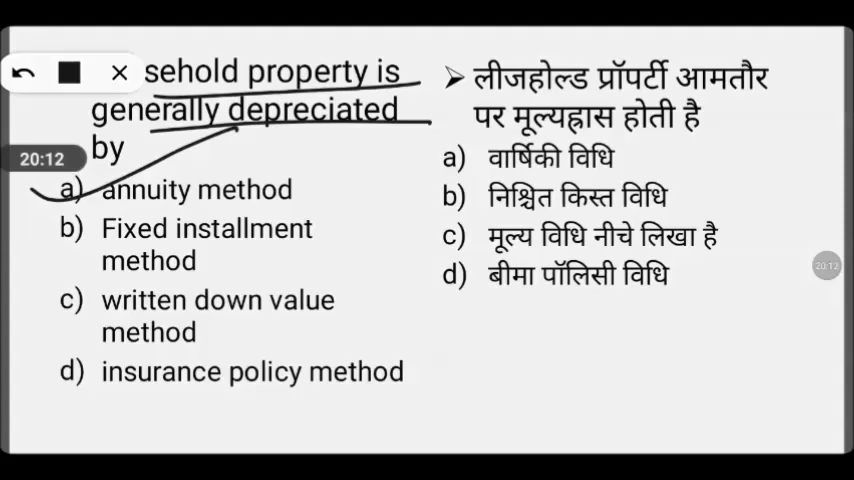 sehold property is
generally depreciated
by
20:12
a) annuity method
b) Fixed installment
method
c) written down value
method
d) insurance policy method
➢ लीजहोल्ड प्रॉपर्टी आमतौर
पर मूल्यह्रास होती है
a) वार्षिकी विधि
b) निश्चित किस्त विधि
c) मूल्य विधि नीचे लिखा है
d) बीमा पॉलिसी विधि
20:12